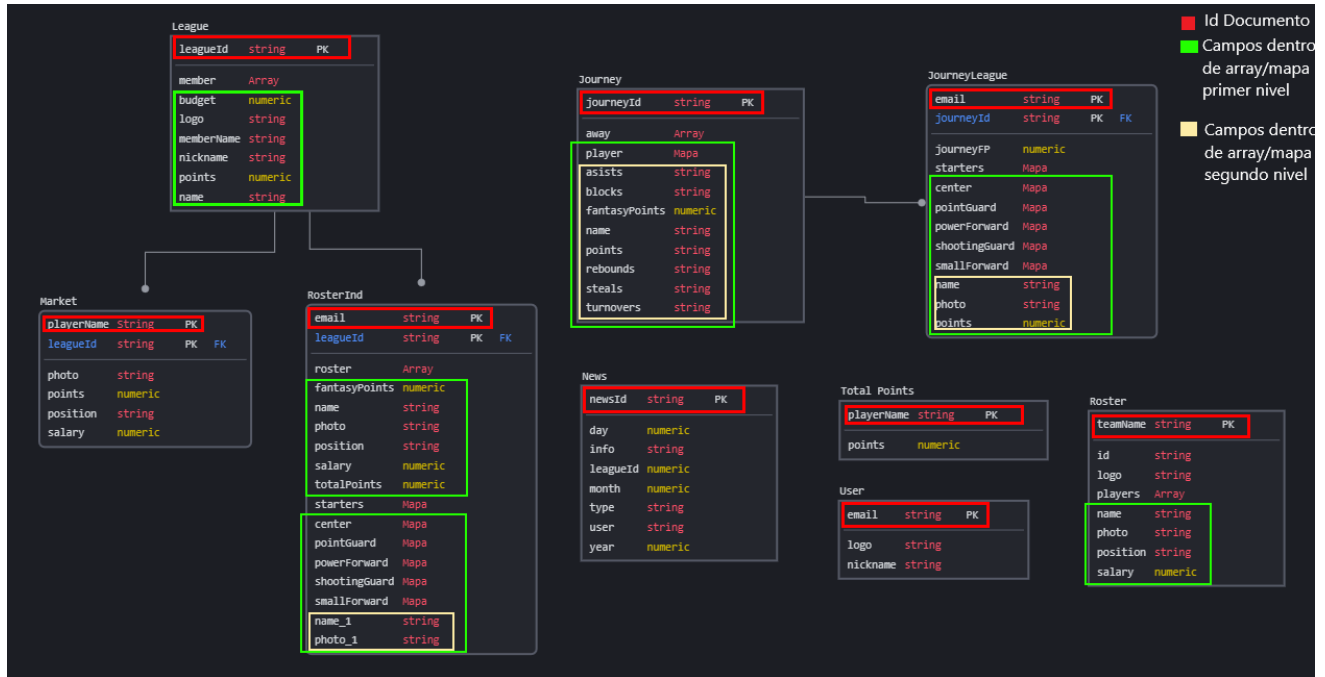 League
leagueId string PK
member Array
budget numeric
logo string
memberName string
nickname string
points numeric
name string
Journey
journeyId string PK
away Array
player Mapa
asists string
blocks string
fantasyPoints numeric
name string
points string
rebounds string
steals string
turnovers string
JourneyLeague
email string PK
journeyId string PK FK
journeyFP numeric
starters Mapa
center Mapa
pointGuard Mapa
powerForward Mapa
shootingGuard Mapa
smallForward Mapa
name string
photo string
points numeric
Id Documento
Campos dentro
de array/mapa
primer nivel
Campos dentro
de array/mapa
segundo nivel
Market
playerName String PK
leagueId string PK FK
photo string
points numeric
position string
salary numeric
RosterInd
email string PK
leagueId string PK FK
roster Array
fantasyPoints numeric
name string
photo string
position string
salary numeric
totalPoints numeric
starters Mapa
center Mapa
pointGuard Mapa
powerForward Mapa
shootingGuard Mapa
smallForward Mapa
name_1 string
photo_1 string
News
newsId string PK
day numeric
info string
leagueId numeric
month numeric
type string
user string
year numeric
Total Points
playerName string PK
points numeric
User
email string PK
logo string
nickname string
Roster
teamName string PK
id string
logo string
players Array
name string
photo string
position string
salary numeric